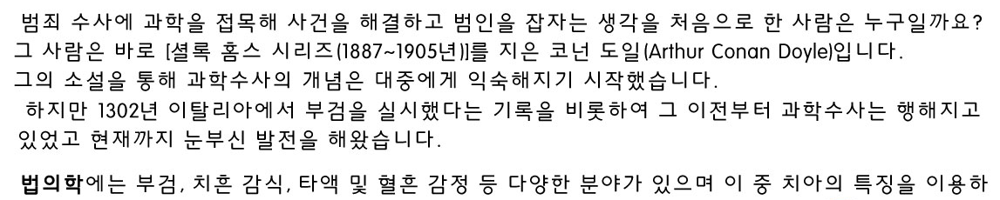 범죄 수사에 과학을 접목해 사건을 해결하고 범인을 잡자는 생각을 처음으로 한 사람은 누구일까요?
그 사람은 바로 [셜록 홈스 시리즈(1887~1905년)]를 지은 코넌 도일(Arthur Conan Doyle)입니다.
그의 소설을 통해 과학수사의 개념은 대중에게 익숙해지기 시작했습니다.
하지만 1302년 이탈리아에서 부검을 실시했다는 기록을 비롯하여 그 이전부터 과학수사는 행해지고
있었고 현재까지 눈부신 발전을 해왔습니다.
법의학에는 부검, 치흔 감식, 타액 및 혈흔 감정 등 다양한 분야가 있으며 이 중 치아의 특징을 이용하